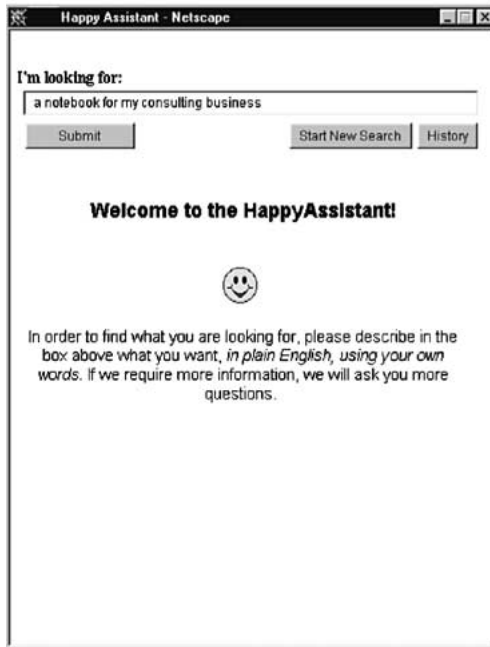 Happy Assistant - Netscape
I'm looking for:
a notebook for my consulting business
Submit Start New Search History
Welcome to the HappyAssistant!
In order to find what you are looking for, please describe in the
box above what you want, in plain English, using your own
words. If we require more information, we will ask you more
questions.